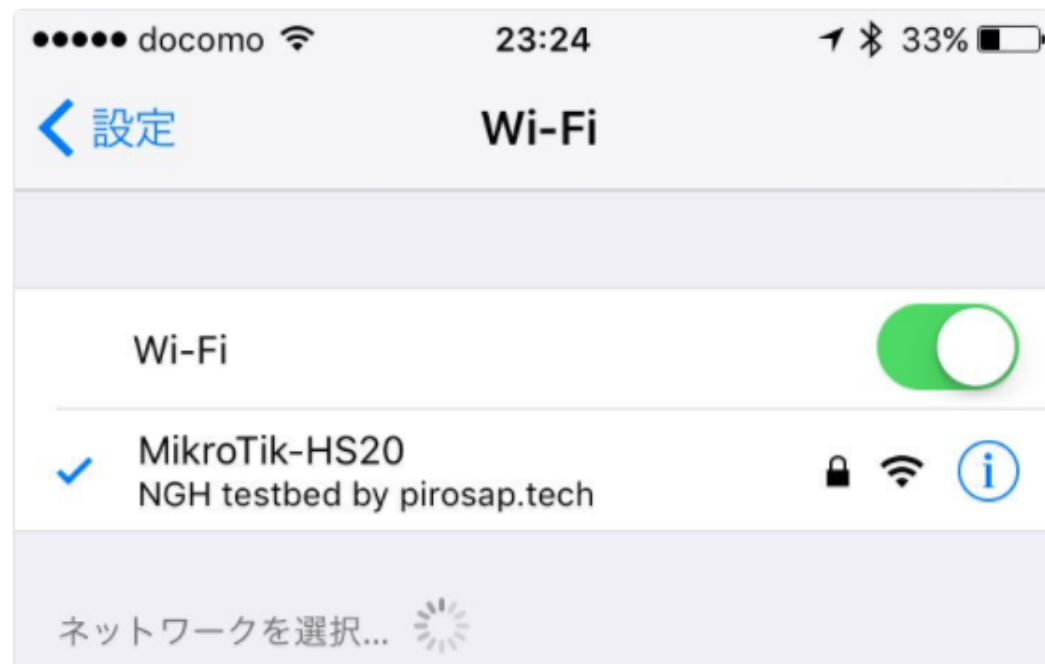 docomo 23:24 33%
設定 Wi-Fi
Wi-Fi
MikroTik-HS20
NGH testbed by pirosap.tech
ネットワークを選択...